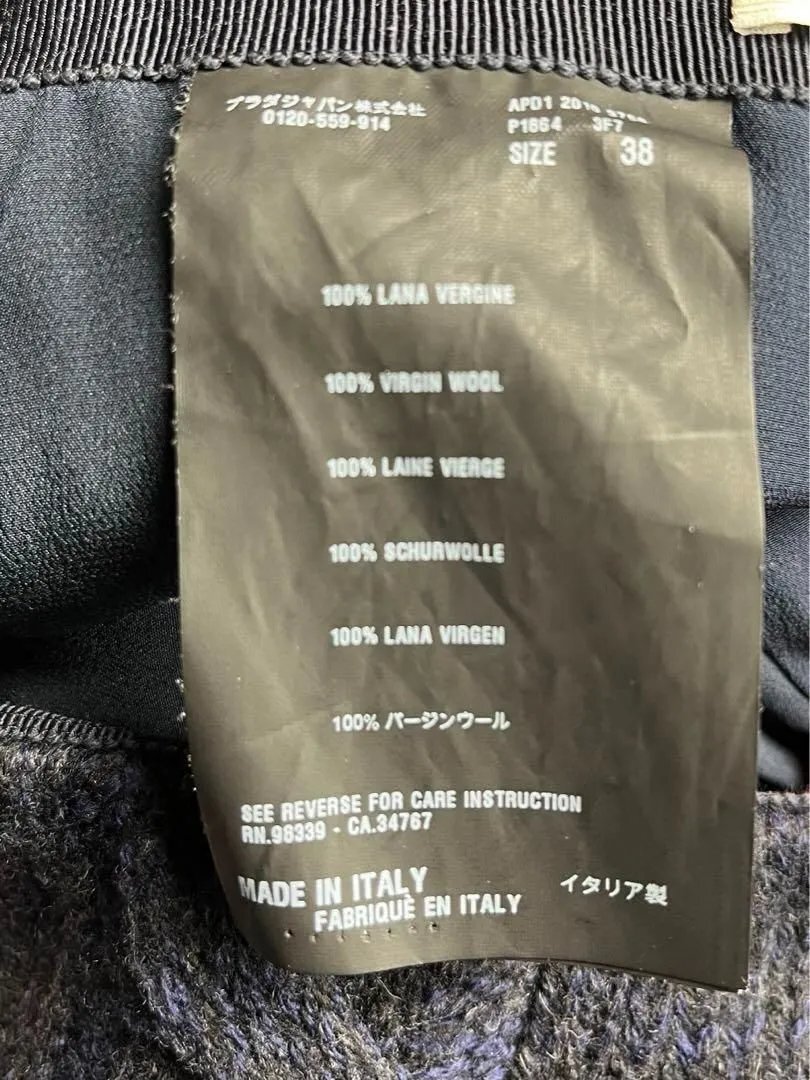 プラダジャパン株式会社
0120-559-914
APD1
P1664 3F7
SIZE 38
100% LANA VERGINE
100% VIRGIN WOOL
100% LAINE VIERGE
100% SCHURWOLLE
100% LANA VIRGEN
100% バージンウール
SEE REVERSE FOR CARE INSTRUCTION
RN.98339 - CA.34767
MADE IN ITALY
FABRIQUÈ EN ITALY
イタリア製